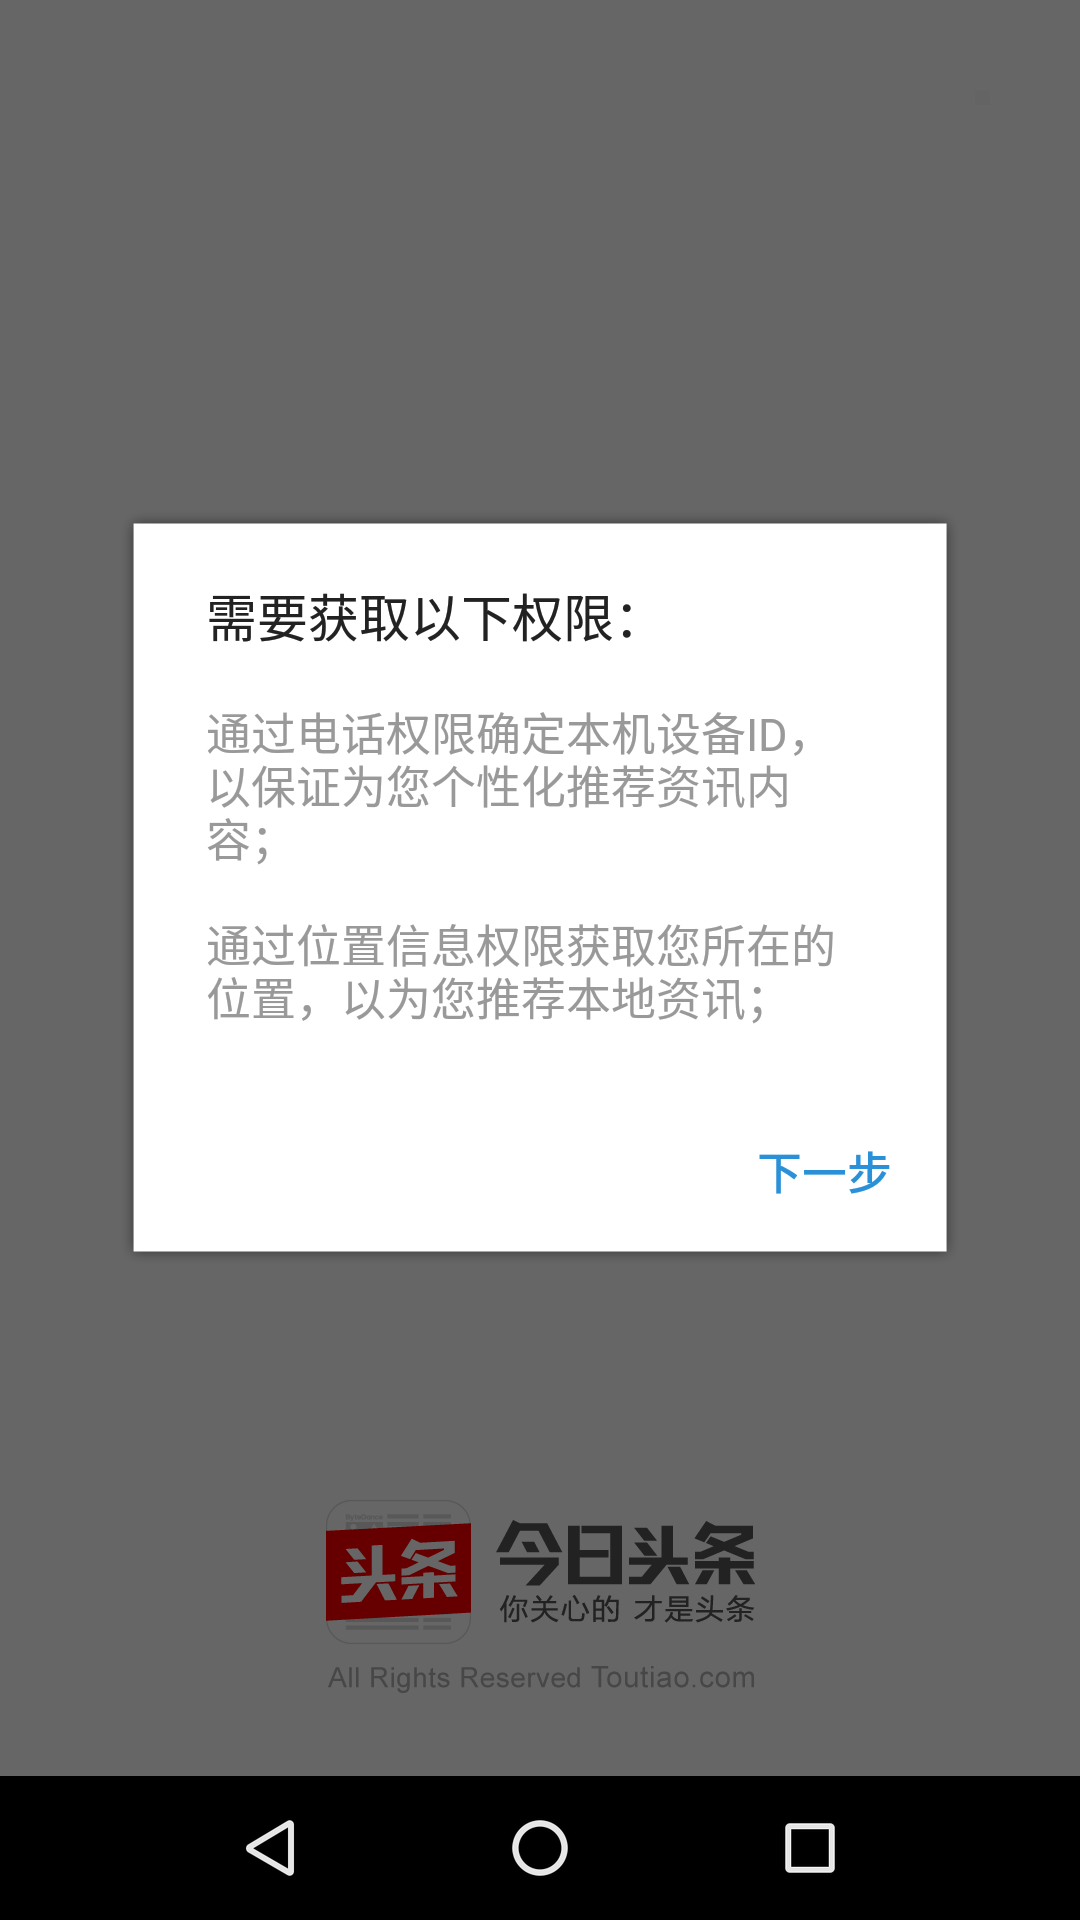 需要获取以下权限：
通过电话权限确定本机设备ID，
以保证为您个性化推荐资讯内
容；
通过位置信息权限获取您所在的
位置，以为您推荐本地资讯；
下一步
头条
今日头条
你关心的 才是头条
All Rights Reserved Toutiao.com